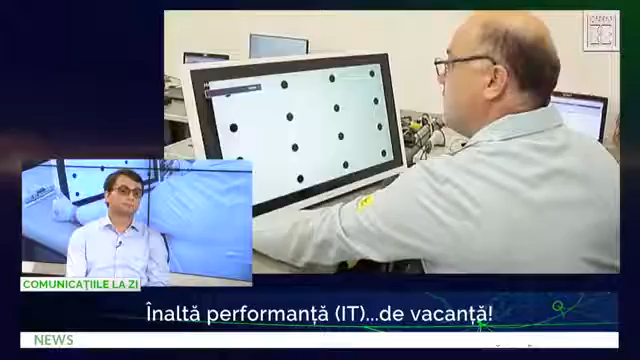 COMUNICAȚIILE LA ZI
Înaltă performanță (IT)...de vacanță!
NEWS